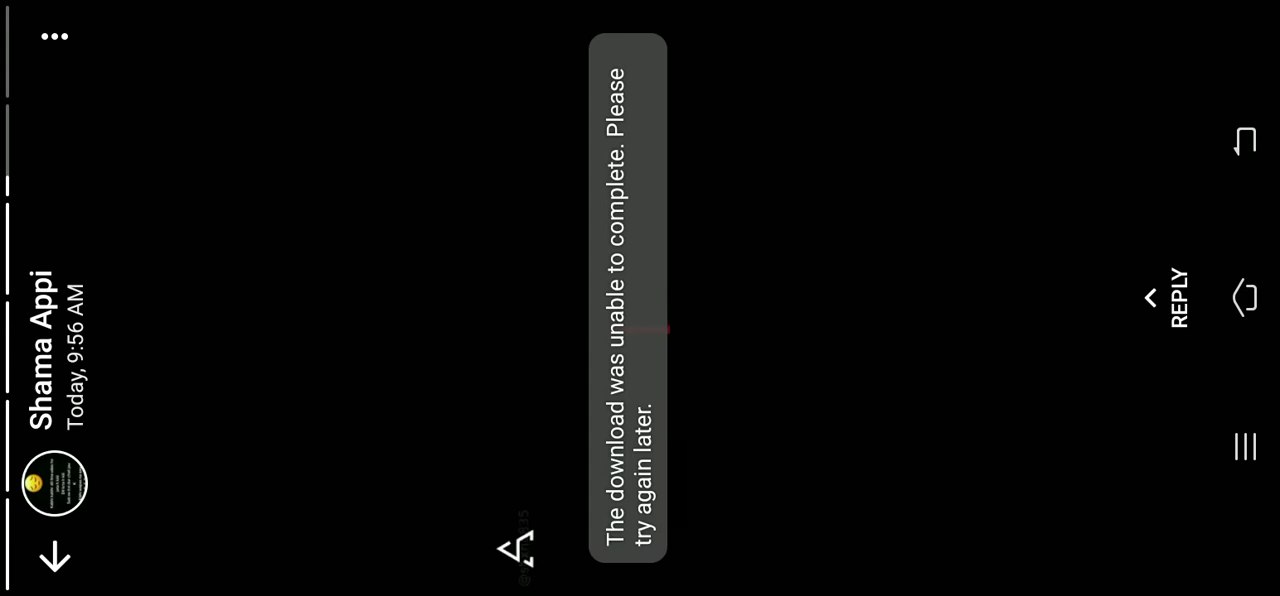 Shama Appi
Today, 9:56 AM
The download was unable to complete. Please
try again later.
REPLY